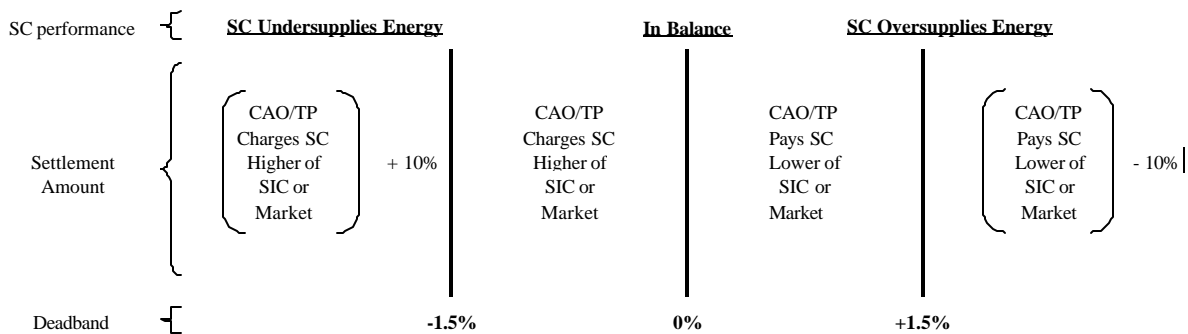 SC performance
SC Undersupplies Energy
In Balance
SC Oversupplies Energy
Settlement
Amount
CAO/TP
Charges SC
Higher of
SIC or
Market
+ 10%
CAO/TP
Charges SC
Higher of
SIC or
Market
CAO/TP
Pays SC
Lower of
SIC or
Market
CAO/TP
Pays SC
Lower of
SIC or
Market
- 10%
Deadband
-1.5%
0%
+1.5%